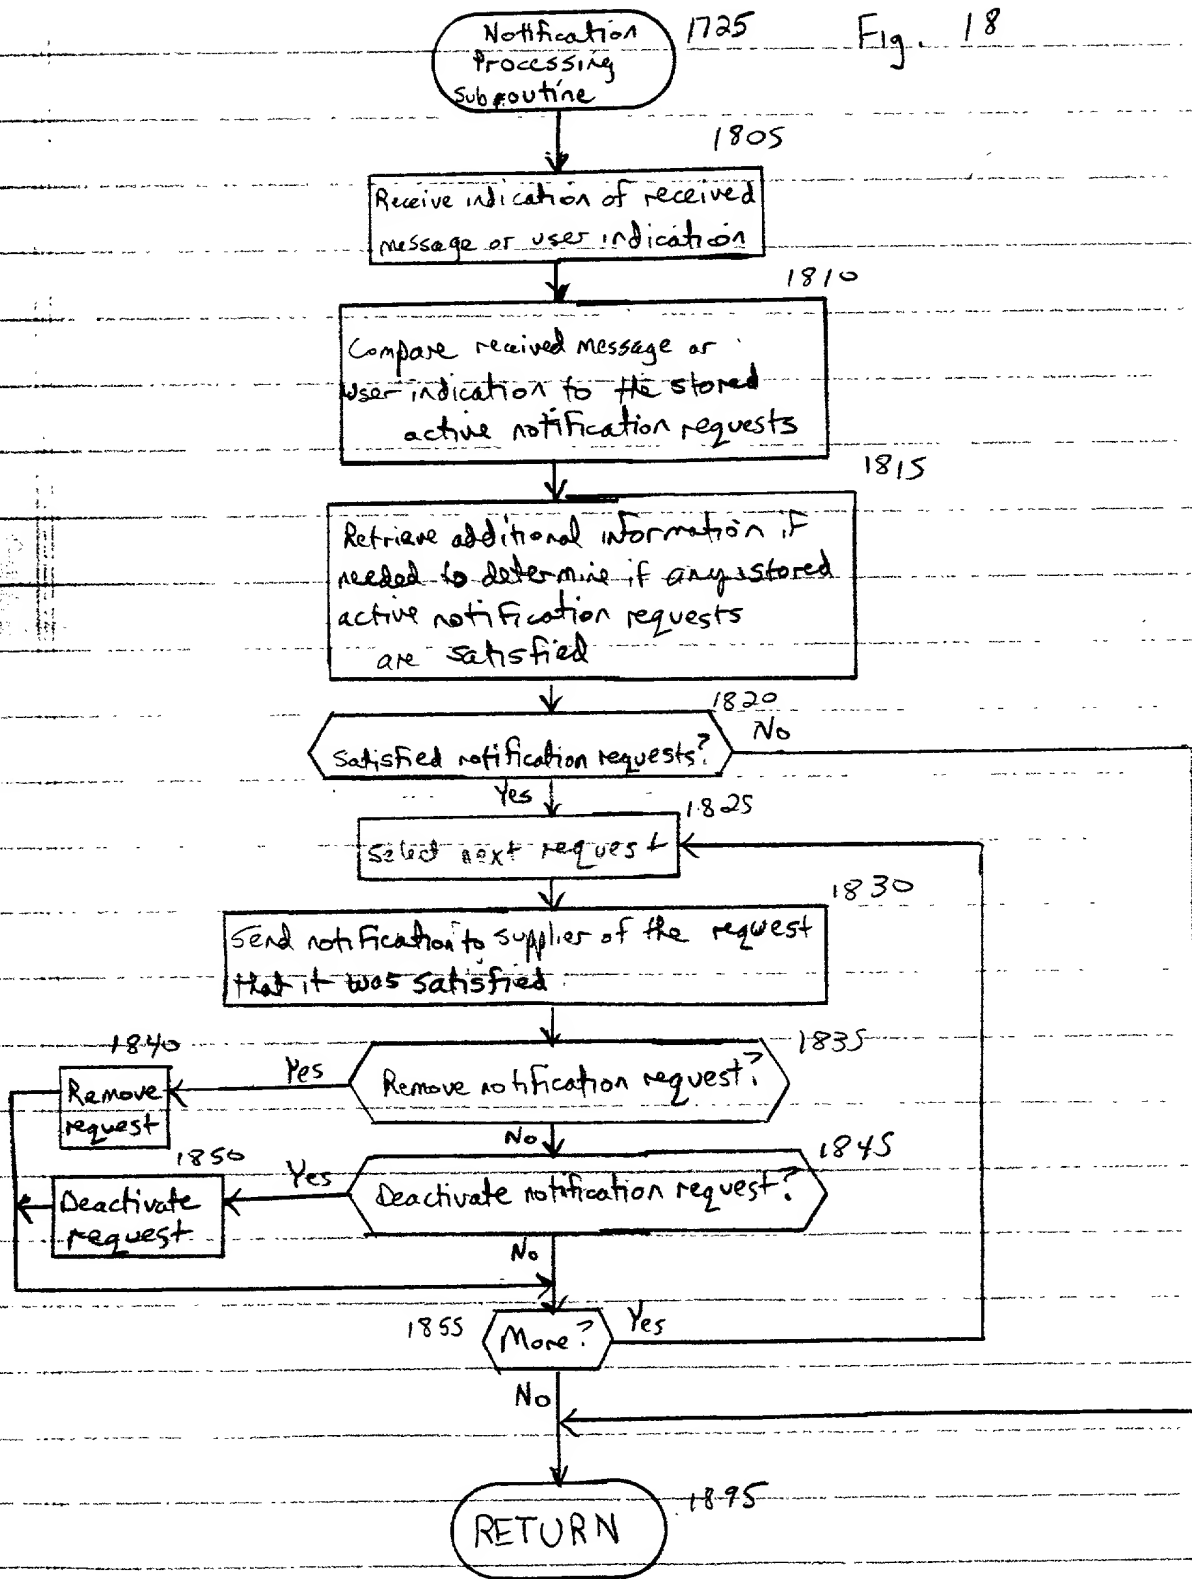 Notification
Processing
Subroutine
1725
Fig. 18
1805
Receive indication of received
message or user indication
1810
Compare received message or
user indication to the stored
active notification requests
1815
Retrieve additional information if
needed to determine if any stored
active notification requests
are satisfied
1820
Satisfied notification requests?
No
Yes
1825
Select next request
1830
Send notification to supplier of the request
that it was satisfied
1835
Remove notification request?
Yes
1840
Remove
request
No
1845
Deactivate notification request?
Yes
1850
Deactivate
request
No
1855
More?
Yes
No
1895
RETURN